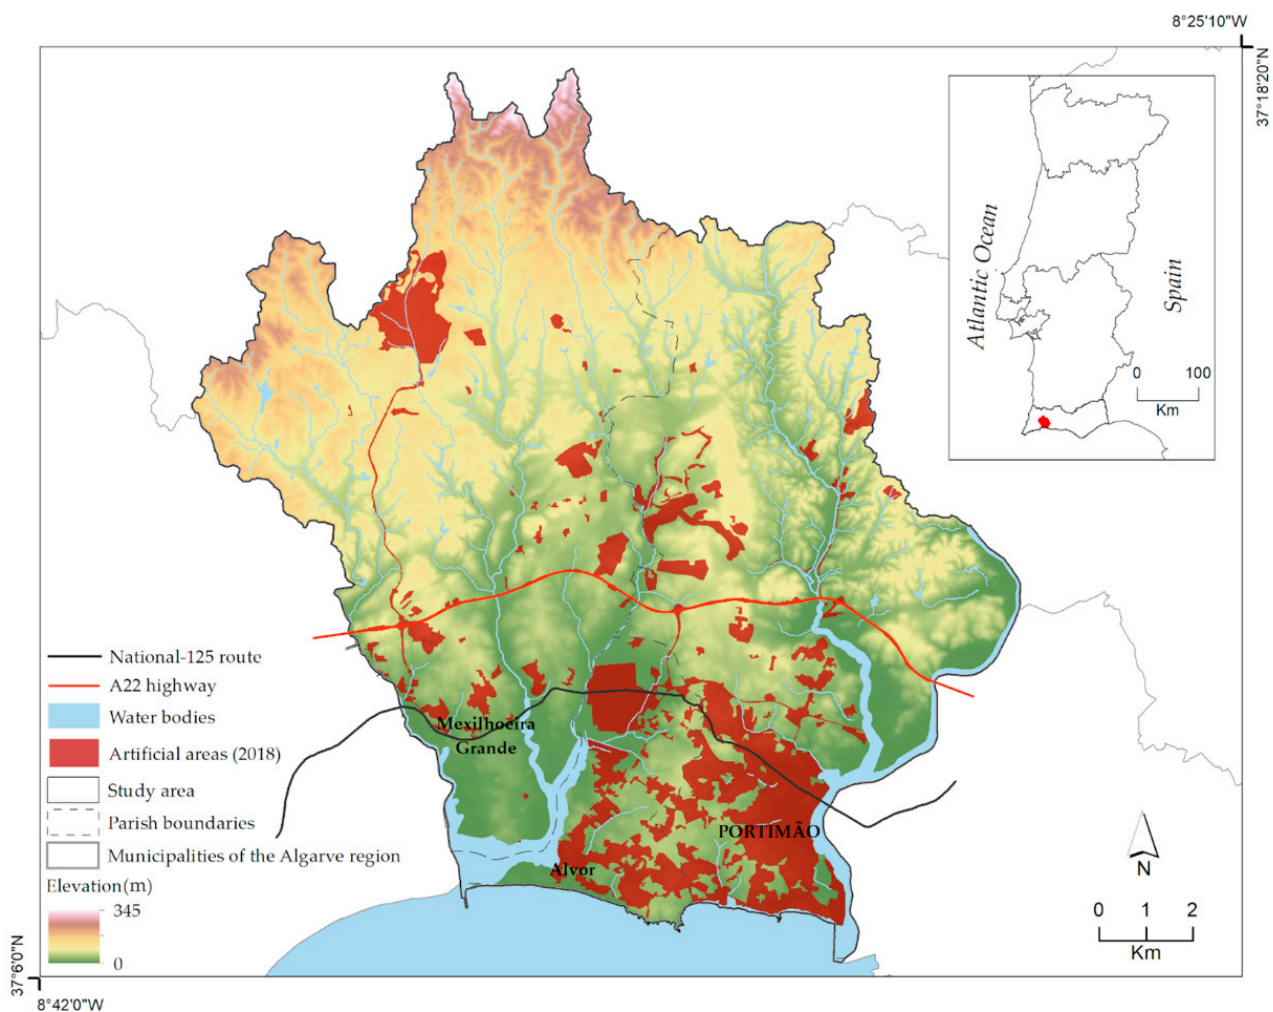 8°25'10"W
37°18'20"N
Atlantic Ocean
Spain
0 100
Km
National-125 route
A22 highway
Water bodies
Artificial areas (2018)
Study area
Parish boundaries
Municipalities of the Algarve region
Elevation(m)
345
0
Mexilhoeira
Grande
PORTIMÃO
Alvor
N
0 1 2
Km
37°6'0"N
8°42'0"W